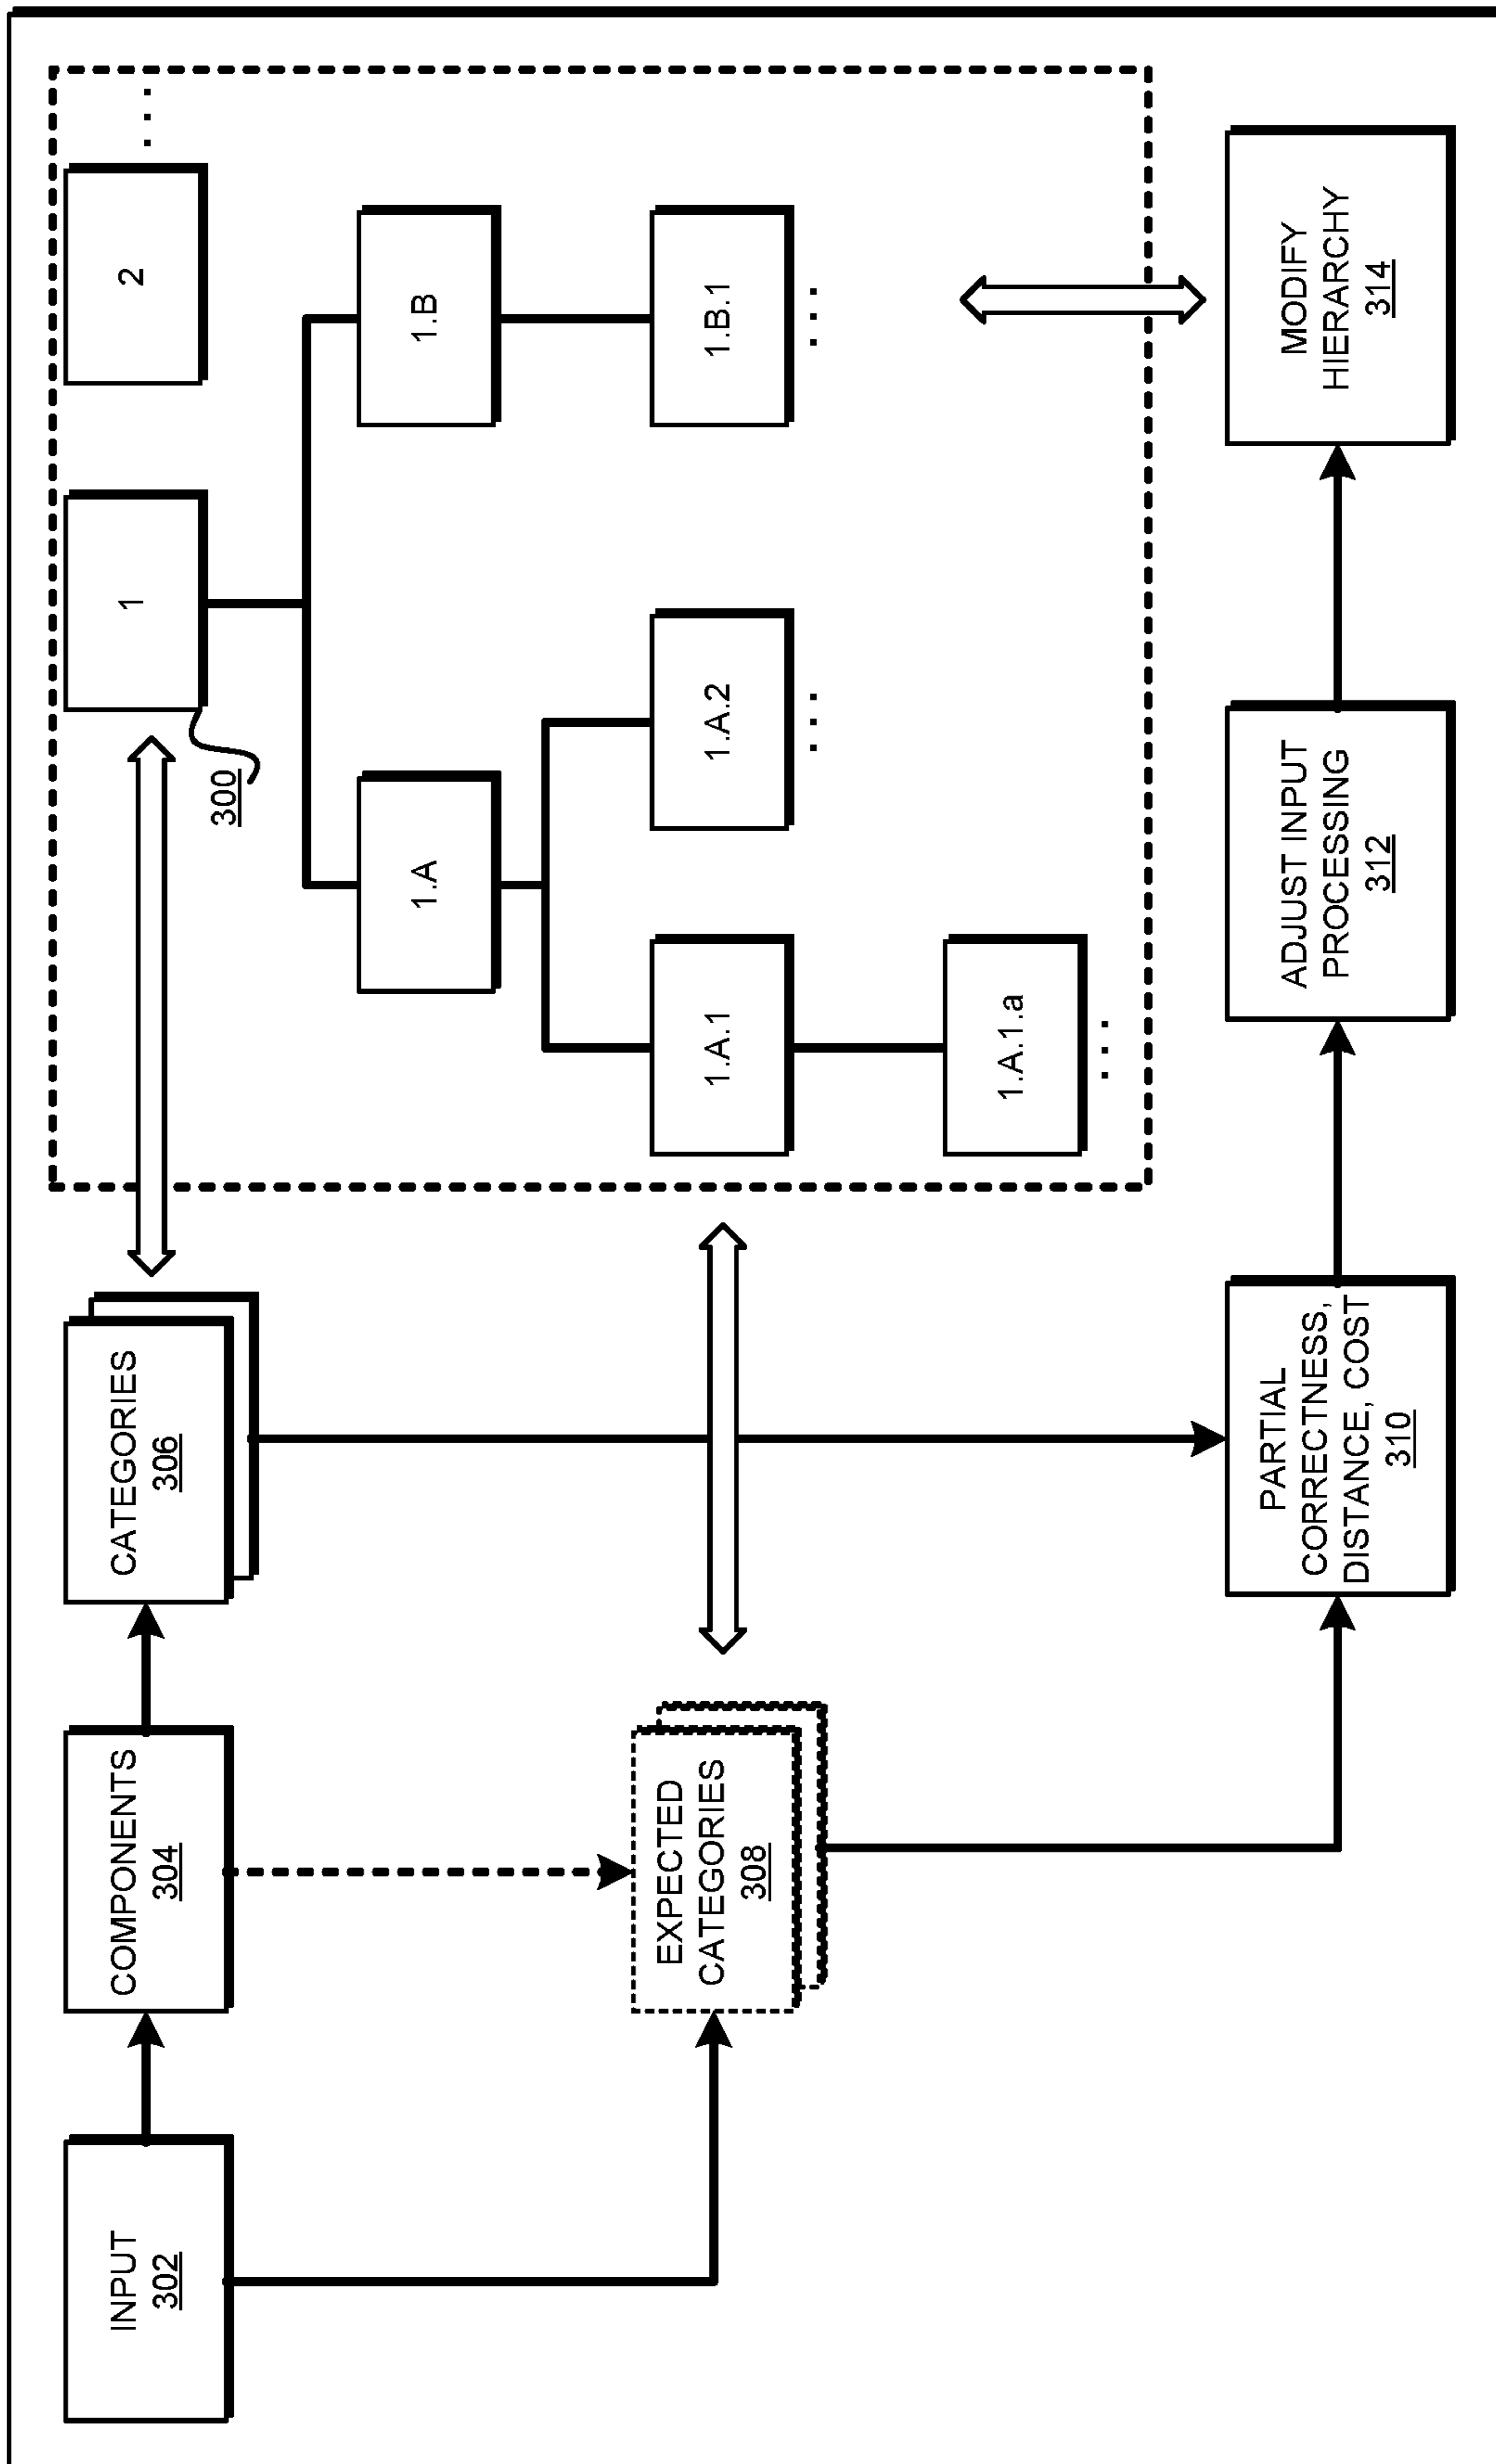 INPUT
302
COMPONENTS
304
CATEGORIES
306
1
2
. . .
300
1.A
1.B
EXPECTED
CATEGORIES
308
1.A.1
1.A.2
1.B.1
. . .
. . .
1.A.1.a
. . .
PARTIAL
CORRECTNESS,
DISTANCE, COST
310
ADJUST INPUT
PROCESSING
312
MODIFY
HIERARCHY
314